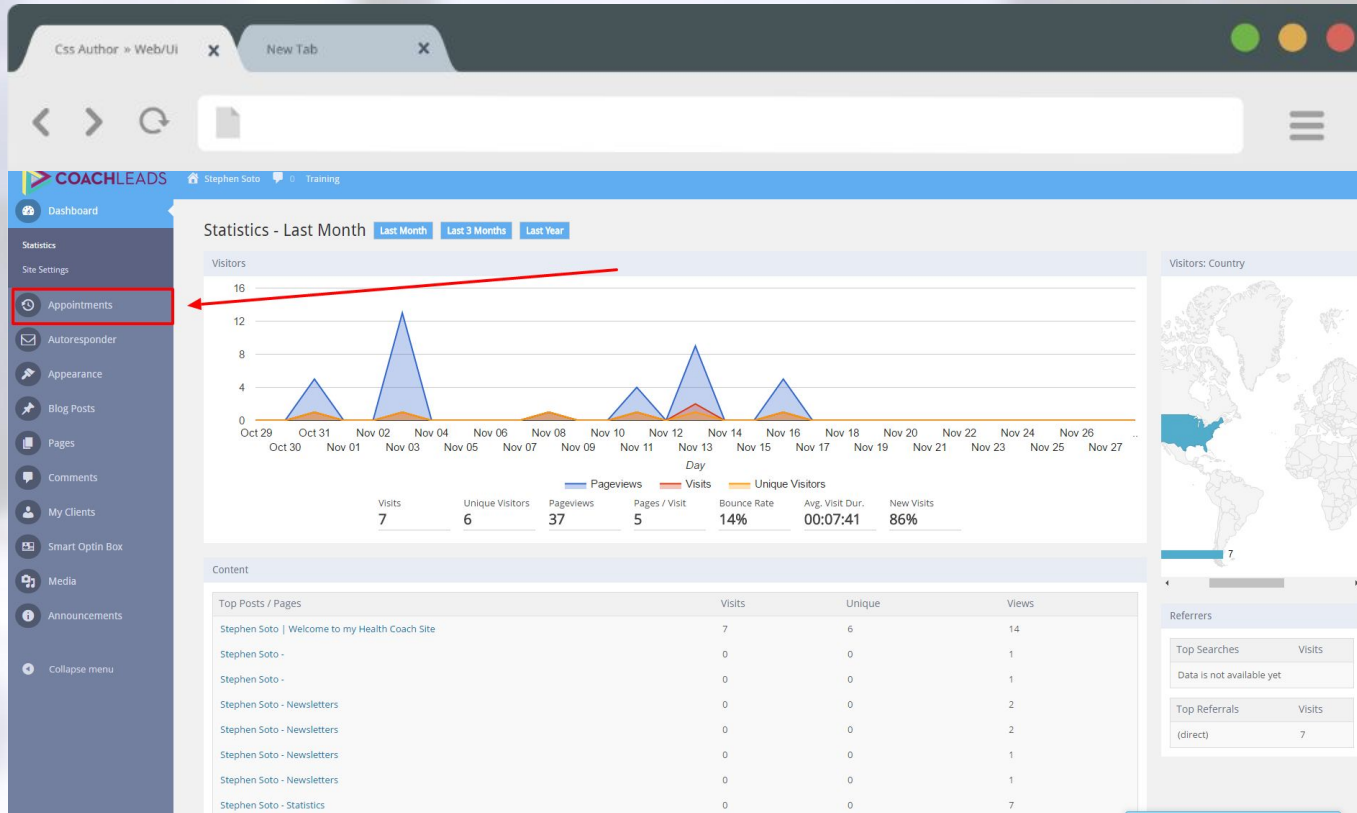 Css Author » Web/Ui
New Tab
COACHLEADS
Stephen Soto 0 Training
Dashboard
Statistics
Site Settings
Appointments
Autoresponder
Appearance
Blog Posts
Pages
Comments
My Clients
Smart Optin Box
Media
Announcements
Collapse menu
Statistics - Last Month Last Month Last 3 Months Last Year
Visitors
16
12
8
4
0
Oct 29 Oct 31 Nov 02 Nov 04 Nov 06 Nov 08 Nov 10 Nov 12 Nov 14 Nov 16 Nov 18 Nov 20 Nov 22 Nov 24 Nov 26 ..
Oct 30 Nov 01 Nov 03 Nov 05 Nov 07 Nov 09 Nov 11 Nov 13 Nov 15 Nov 17 Nov 19 Nov 21 Nov 23 Nov 25 Nov 27
Day
Pageviews Visits Unique Visitors
Visits Unique Visitors Pageviews Pages / Visit Bounce Rate Avg. Visit Dur. New Visits
7 6 37 5 14% 00:07:41 86%
Content
Top Posts / Pages Visits Unique Views
Stephen Soto | Welcome to my Health Coach Site 7 6 14
Stephen Soto - 0 0 1
Stephen Soto - 0 0 1
Stephen Soto - Newsletters 0 0 2
Stephen Soto - Newsletters 0 0 2
Stephen Soto - Newsletters 0 0 1
Stephen Soto - Newsletters 0 0 1
Stephen Soto - Statistics 0 0 7
Visitors: Country
7
Referrers
Top Searches Visits
Data is not available yet
Top Referrals Visits
(direct) 7